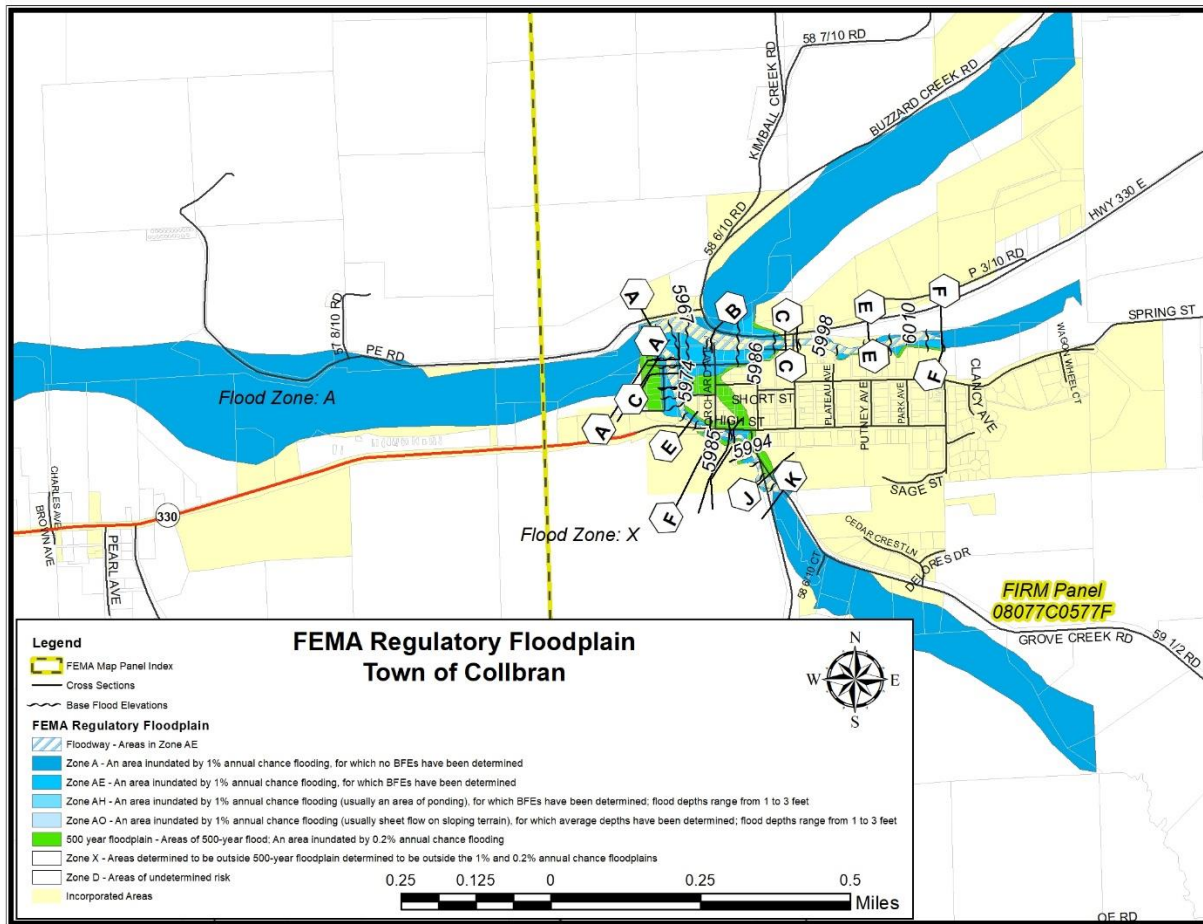 58 7/10 RD
KIMBALL CREEK RD
BUZZARD CREEK RD
58 6/10 RD
HWY 330 E
P 3/10 RD
57 8/10 RD
PE RD
SPRING ST
WAGON WHEEL CT
CLANCY AVE
A
5967
B
C
5998
E
6010
F
A
5974
ORCHARD AVE
5986
C
E
F
C
SHORT ST
PLATEAU AVE
PUTNEY AVE
PARK AVE
A
E
HIGH ST
5985
5994
Flood Zone: A
CHARLES AVE
BROWN AVE
PEARL AVE
330
F
J
K
SAGE ST
Flood Zone: X
CEDAR CREST LN
DELORES DR
58 6/10 CT
FIRM Panel
08077C0577F
GROVE CREEK RD
59 1/2 RD
OE RD
FEMA Regulatory Floodplain
Town of Collbran
N
W E
S
Legend
FEMA Map Panel Index
Cross Sections
Base Flood Elevations
FEMA Regulatory Floodplain
Floodway - Areas in Zone AE
Zone A - An area inundated by 1% annual chance flooding, for which no BFEs have been determined
Zone AE - An area inundated by 1% annual chance flooding, for which BFEs have been determined
Zone AH - An area inundated by 1% annual chance flooding (usually an area of ponding), for which BFEs have been determined; flood depths range from 1 to 3 feet
Zone AO - An area inundated by 1% annual chance flooding (usually sheet flow on sloping terrain), for which average depths have been determined; flood depths range from 1 to 3 feet
500 year floodplain - Areas of 500-year flood; An area inundated by 0.2% annual chance flooding
Zone X - Areas determined to be outside 500-year floodplain determined to be outside the 1% and 0.2% annual chance floodplains
Zone D - Areas of undetermined risk
Incorporated Areas
0.25 0.125 0 0.25 0.5
Miles